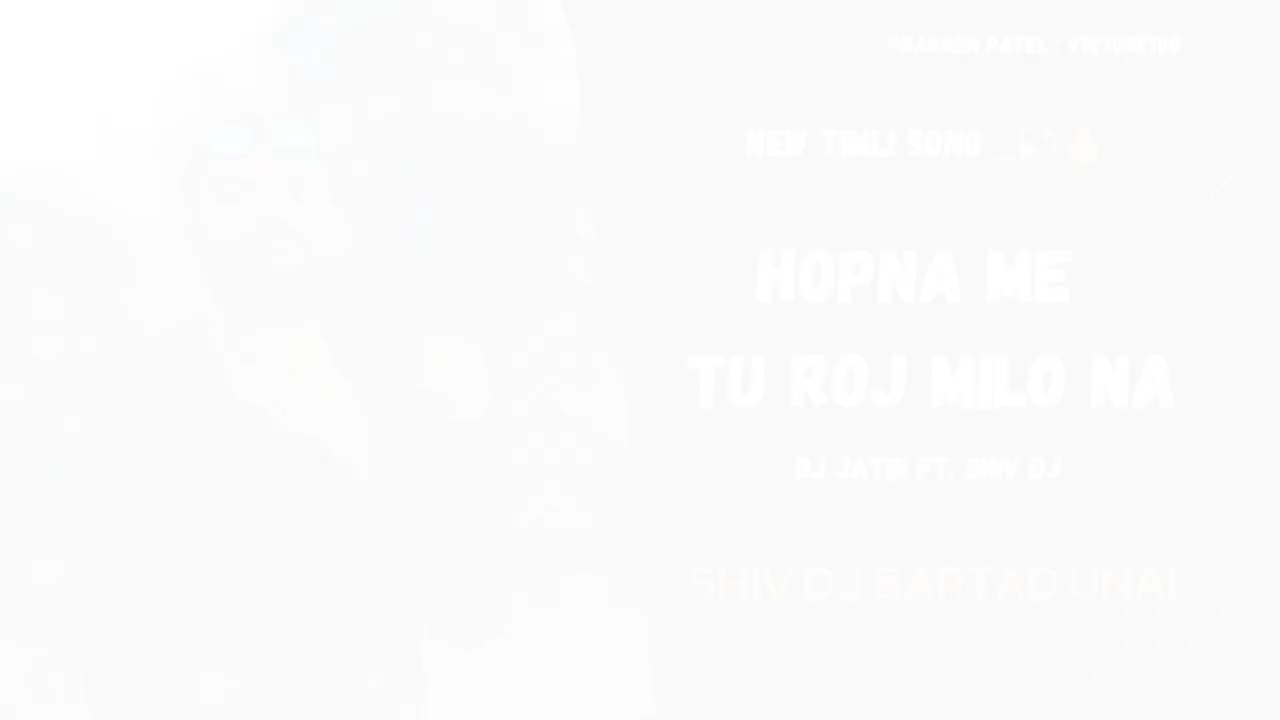 NEW TIMLI SONG
HOPNA ME
TU ROJ MILO NA
DJ JATIN FT. SHIV DJ
SHIV DJ BARTAD UNAI